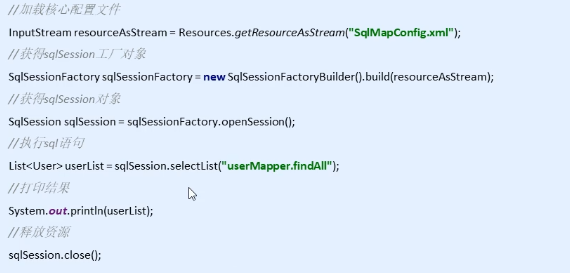 //加载核心配置文件
InputStream resourceAsStream = Resources.getResourceAsStream("SqlMapConfig.xml");
//获得sqlSession工厂对象
SqlSessionFactory sqlSessionFactory = new SqlSessionFactoryBuilder().build(resourceAsStream);
//获得sqlSession对象
SqlSession sqlSession = sqlSessionFactory.openSession();
//执行sql语句
List<User> userList = sqlSession.selectList("userMapper.findAll");
//打印结果
System.out.println(userList);
//释放资源
sqlSession.close();